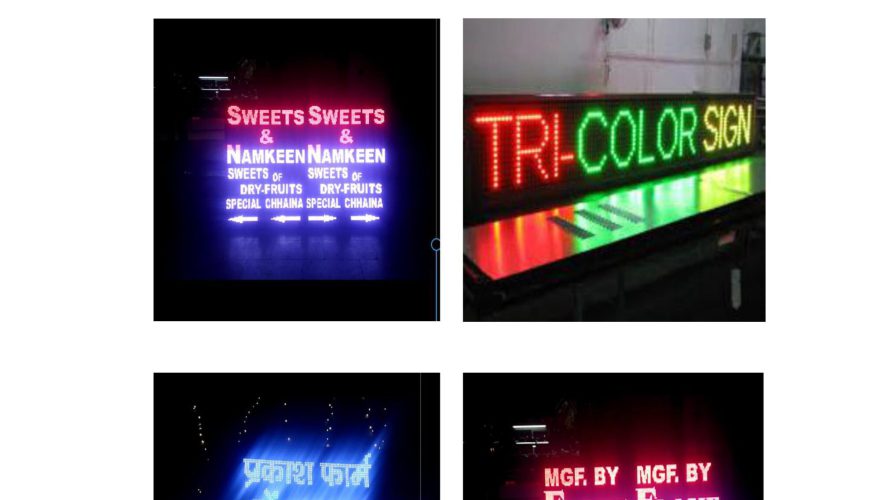 SWEETS SWEETS
& &
NAMKEEN NAMKEEN
SWEETS OF SWEETS OF
DRY-FRUITS DRY-FRUITS
SPECIAL CHHAINA SPECIAL CHHAINA
TRI-COLOR SIGN
प्रकाश फार्म
MGF. BY MGF. BY